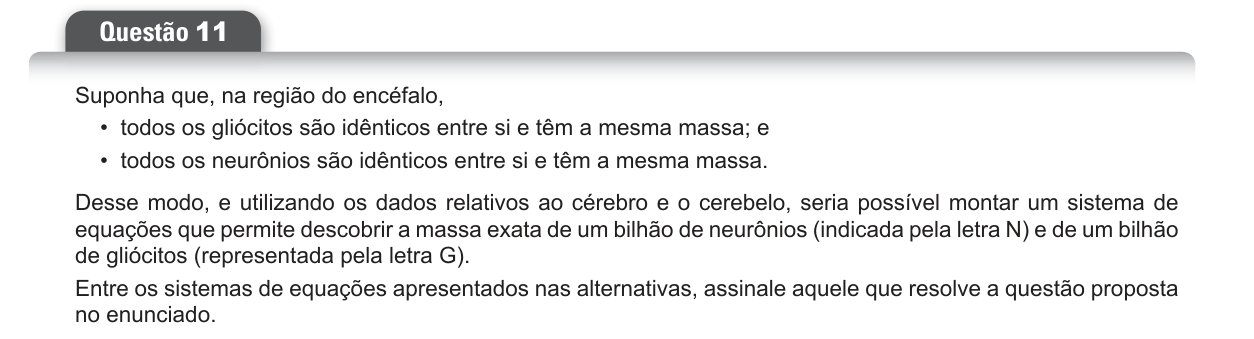 Questão 11
Suponha que, na região do encéfalo,
• todos os gliócitos são idênticos entre si e têm a mesma massa; e
• todos os neurônios são idênticos entre si e têm a mesma massa.
Desse modo, e utilizando os dados relativos ao cérebro e o cerebelo, seria possível montar um sistema de
equações que permite descobrir a massa exata de um bilhão de neurônios (indicada pela letra N) e de um bilhão
de gliócitos (representada pela letra G).
Entre os sistemas de equações apresentados nas alternativas, assinale aquele que resolve a questão proposta
no enunciado.